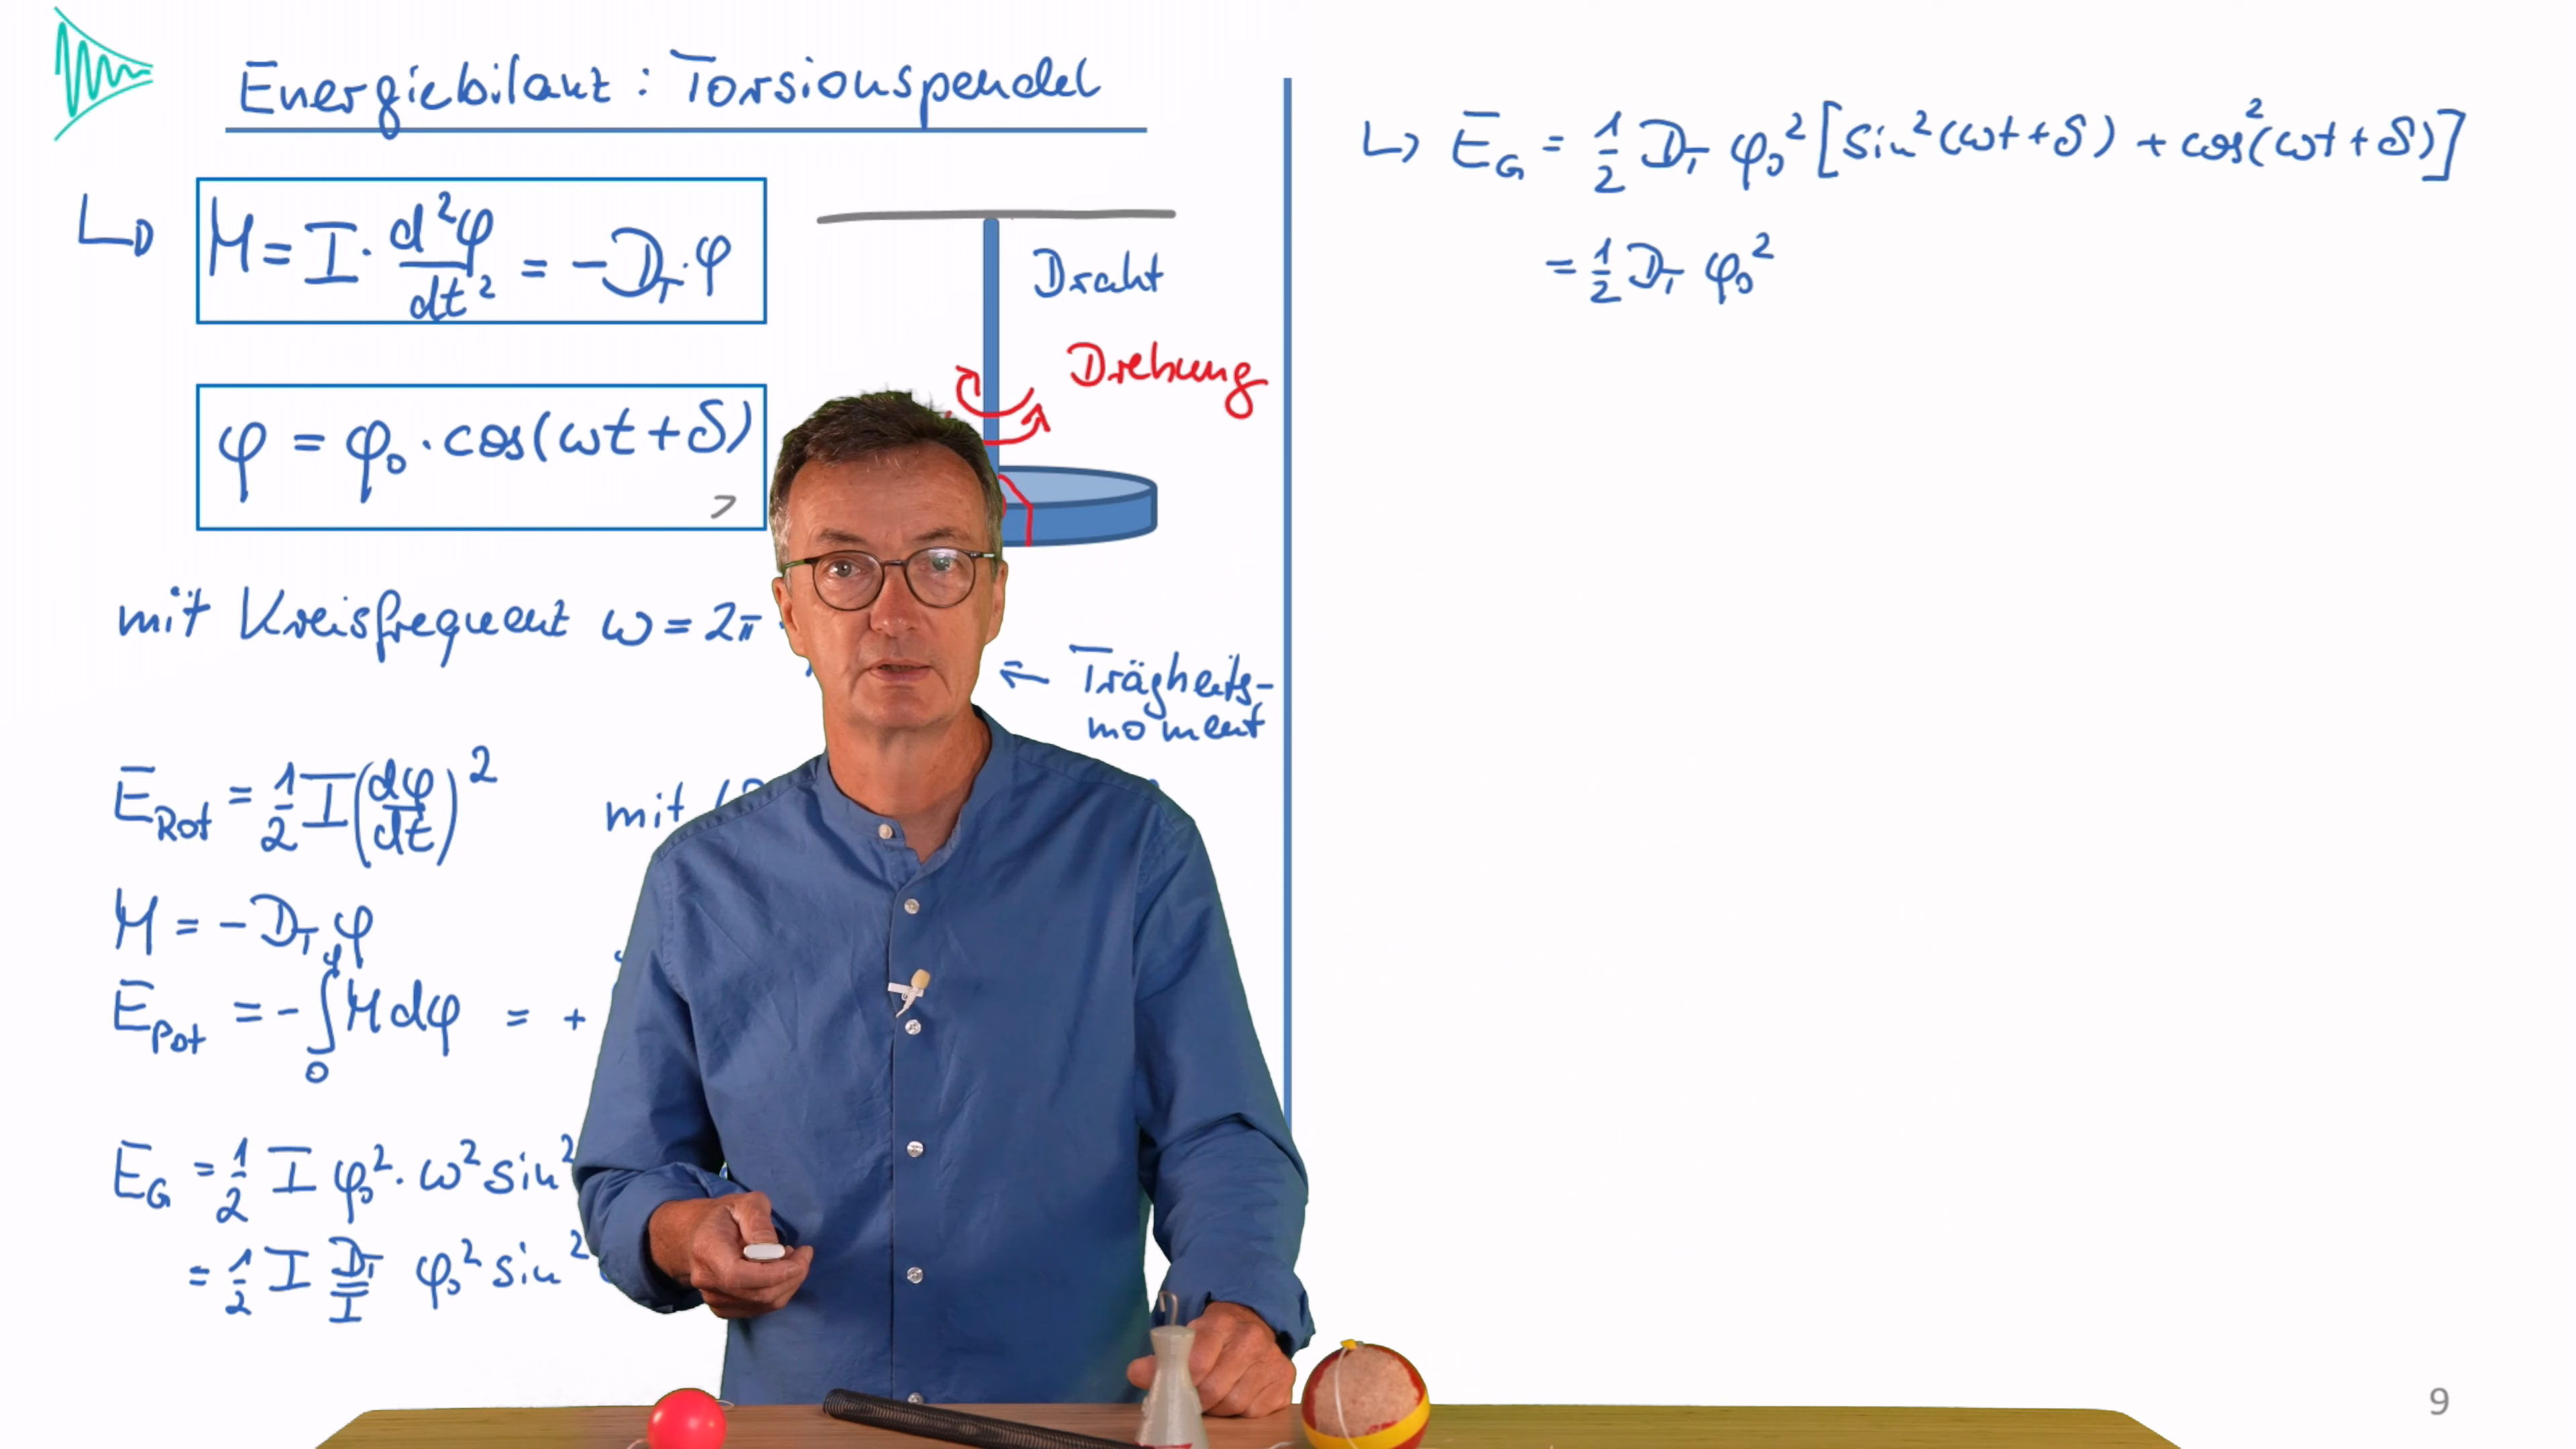 Energiebilanz: Torsionspendel
M = I · d²φ/dt² = -D_T · φ
Draht
Drehung
φ = φ₀ · cos(ωt + δ)
mit Kreisfrequenz ω = 2π
← Trägheits-
moment
E_Rot = 1/2 I (dφ/dt)²   mit
M = -D_T φ
E_Pot = - ∫₀^φ M dφ = +
E_G = 1/2 I φ₀² · ω² sin²
= 1/2 I D_T/I φ₀² sin²
↳ E_G = 1/2 D_T φ₀² [sin²(ωt + δ) + cos²(ωt + δ)]
= 1/2 D_T φ₀²
9